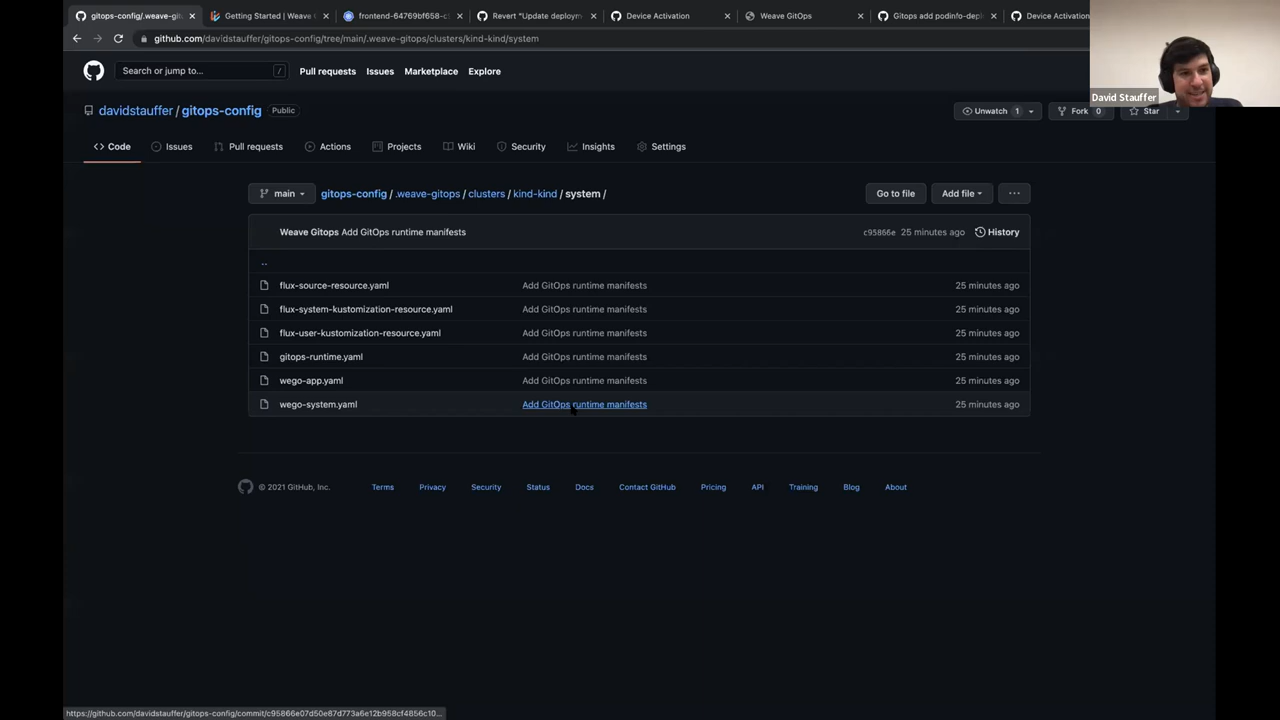 gitops-config/.weave-git
Getting Started | Weave
frontend-64769bf658-c
Revert "Update deploym
Device Activation
Weave GitOps
Gitops add podinfo-dep
Device Activation
github.com/davidstauffer/gitops-config/tree/main/.weave-gitops/clusters/kind-kind/system
David Stauffer
Search or jump to...
/
Pull requests
Issues
Marketplace
Explore
davidstauffer / gitops-config
Public
Unwatch 1
Fork 0
Star
Code
Issues
Pull requests
Actions
Projects
Wiki
Security
Insights
Settings
main
gitops-config / .weave-gitops / clusters / kind-kind / system /
Go to file
Add file
...
Weave Gitops Add GitOps runtime manifests
c95866e 25 minutes ago
History
..
flux-source-resource.yaml Add GitOps runtime manifests 25 minutes ago
flux-system-kustomization-resource.yaml Add GitOps runtime manifests 25 minutes ago
flux-user-kustomization-resource.yaml Add GitOps runtime manifests 25 minutes ago
gitops-runtime.yaml Add GitOps runtime manifests 25 minutes ago
wego-app.yaml Add GitOps runtime manifests 25 minutes ago
wego-system.yaml Add GitOps runtime manifests 25 minutes ago
© 2021 GitHub, Inc.
Terms
Privacy
Security
Status
Docs
Contact GitHub
Pricing
API
Training
Blog
About
https://github.com/davidstauffer/gitops-config/commit/c95866e07d50e87d773a6e12b958cf4856c10...